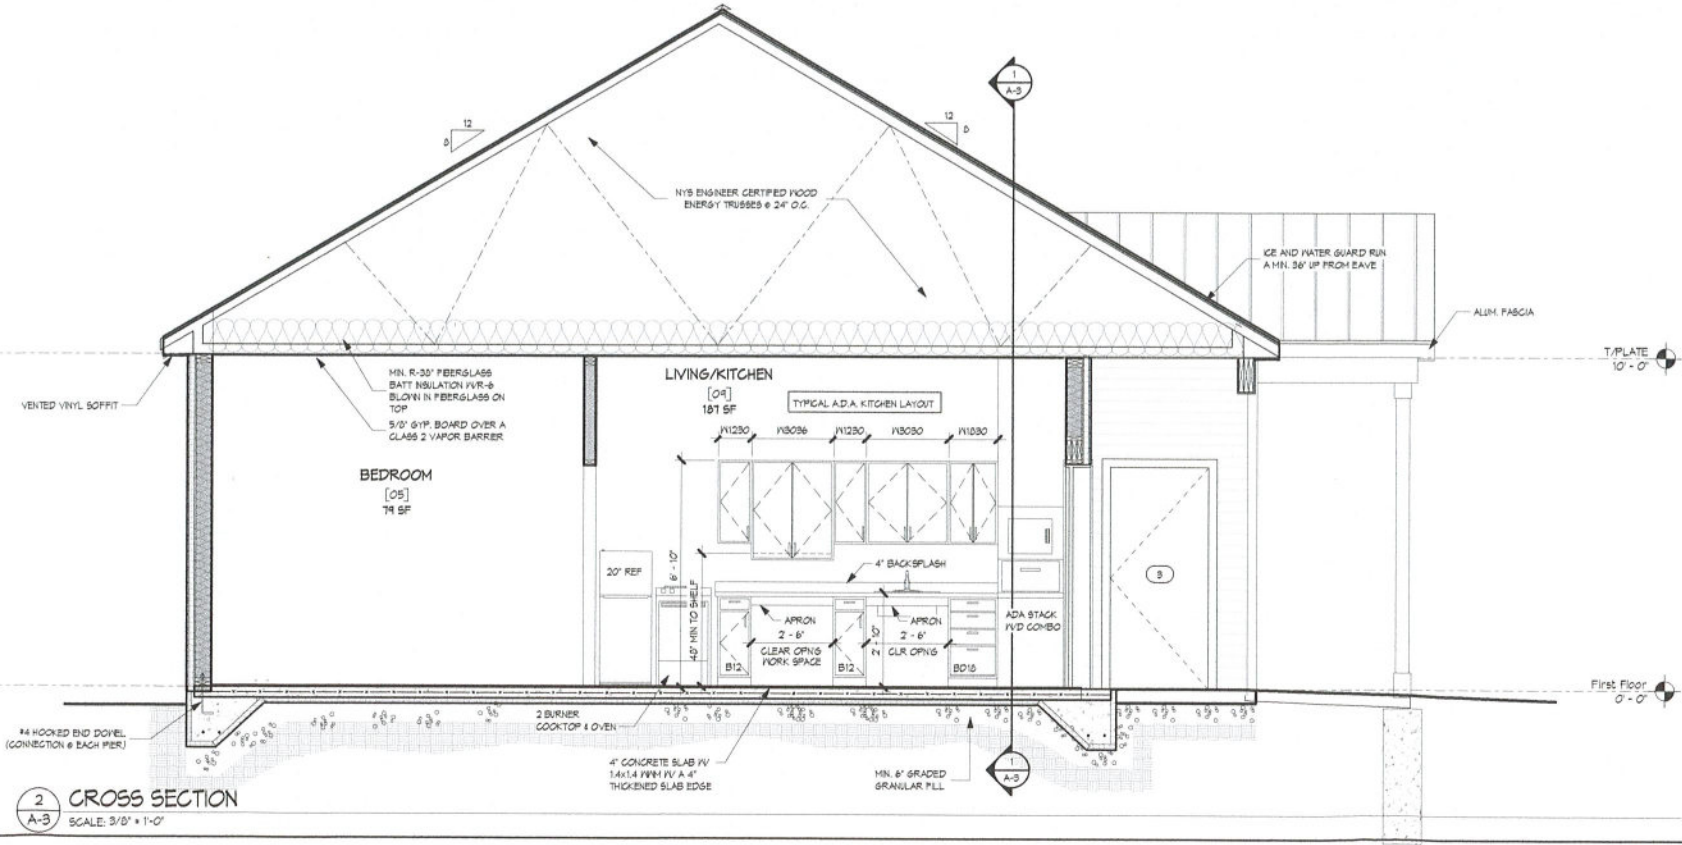 1
A-3
12
8
12
8
NYS ENGINEER CERTIFIED WOOD
ENERGY TRUSSES @ 24" O.C.
ICE AND WATER GUARD RUN
A MIN. 36" UP FROM EAVE
ALUM. FASCIA
T/PLATE
10' - 0"
VENTED VINYL SOFFIT
MIN. R-38" FIBERGLASS
BATT INSULATION W/R-6
BLOWN IN FIBERGLASS ON
TOP
5/8" GYP. BOARD OVER A
CLASS 2 VAPOR BARRIER
LIVING/KITCHEN
[09]
187 SF
TYPICAL A.D.A. KITCHEN LAYOUT
W1230
W3036
W1230
W3030
W1830
BEDROOM
[05]
79 SF
20" REF
6' - 10"
48" MIN TO SHELF
4" BACKSPLASH
APRON
2 - 6"
CLEAR OPN'G
WORK SPACE
APRON
2 - 6"
CLR OPN'G
2' - 10"
B12
B12
BD18
ADA STACK
W/D COMBO
3
First Floor
0' - 0"
#4 HOOKED END DOWEL
(CONNECTION @ EACH PIER)
2 BURNER
COOKTOP & OVEN
4" CONCRETE SLAB W/
1.4x1.4 WWM W/ A 4"
THICKENED SLAB EDGE
MIN. 6" GRADED
GRANULAR FILL
1
A-3
2
A-3
CROSS SECTION
SCALE: 3/8" = 1'-0"